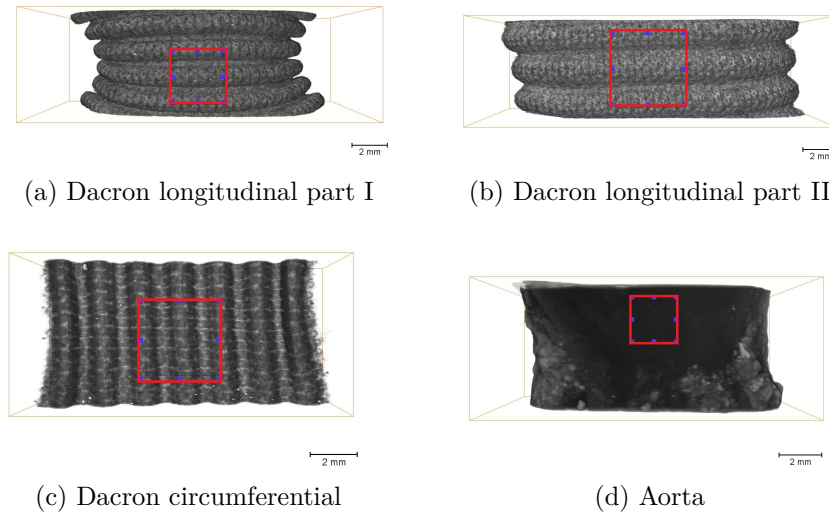 2 mm
2 mm
(a) Dacron longitudinal part I
(b) Dacron longitudinal part II
2 mm
2 mm
(c) Dacron circumferential
(d) Aorta